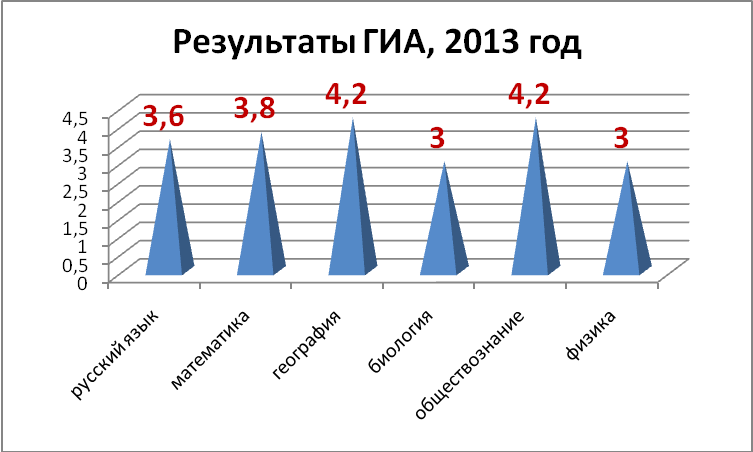 Результаты ГИА, 2013 год
3,6
3,8
4,2
3
4,2
3
4,5
4
3,5
3
2,5
2
1,5
1
0,5
0
русский язык
математика
география
биология
обществознание
физика